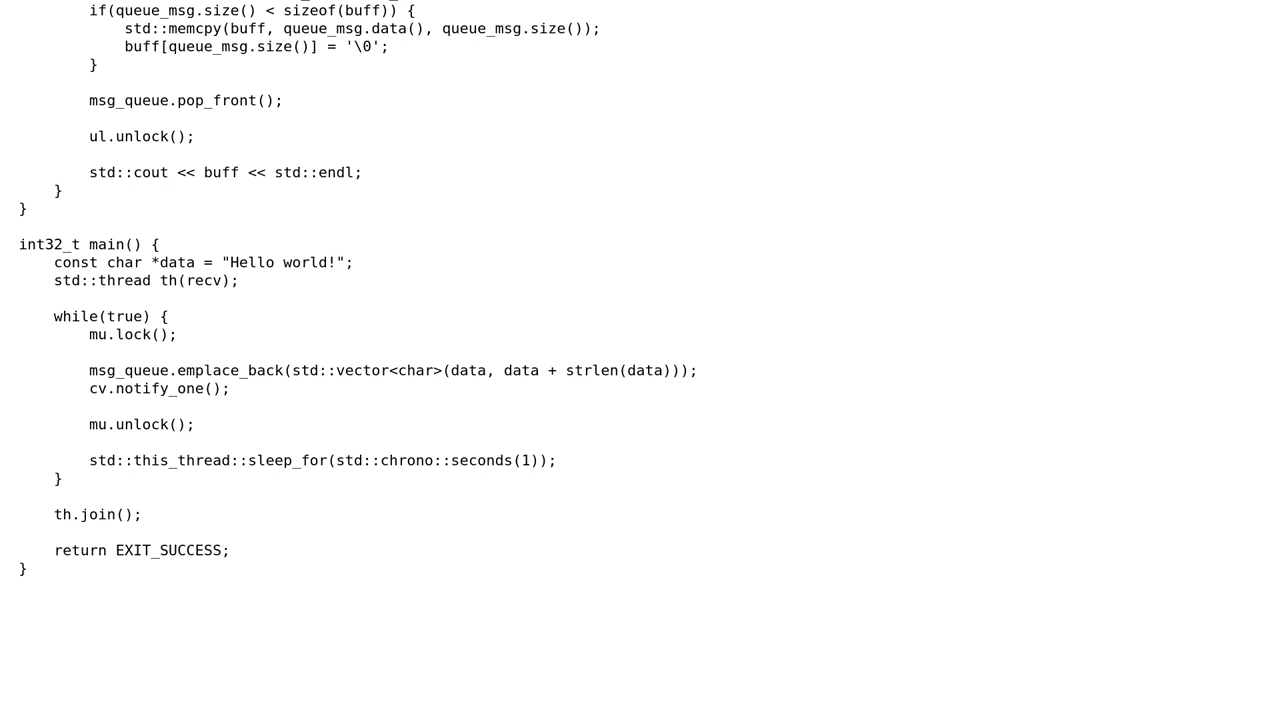 if(queue_msg.size() < sizeof(buff)) {
            std::memcpy(buff, queue_msg.data(), queue_msg.size());
            buff[queue_msg.size()] = '\0';
        }

        msg_queue.pop_front();

        ul.unlock();

        std::cout << buff << std::endl;
    }
}

int32_t main() {
    const char *data = "Hello world!";
    std::thread th(recv);

    while(true) {
        mu.lock();

        msg_queue.emplace_back(std::vector<char>(data, data + strlen(data)));
        cv.notify_one();

        mu.unlock();

        std::this_thread::sleep_for(std::chrono::seconds(1));
    }

    th.join();

    return EXIT_SUCCESS;
}